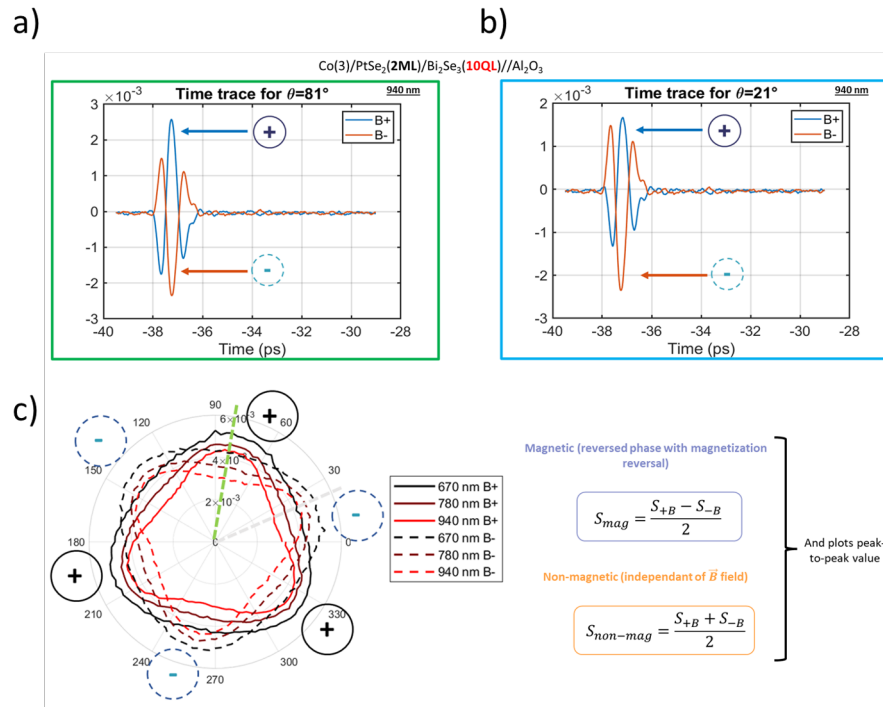 a)
b)
Co(3)/PtSe₂(2ML)/Bi₂Se₃(10QL)//Al₂O₃
×10⁻³
Time trace for θ=81°
940 nm
3
2
1
0
-1
-2
-3
B+
B-
+
-
-40
-38
-36
-34
-32
-30
-28
Time (ps)
×10⁻³
Time trace for θ=21°
940 nm
2
1
0
-1
-2
-3
B+
B-
+
-
-40
-38
-36
-34
-32
-30
-28
Time (ps)
c)
90
6×10⁻³
60
30
0
330
300
270
240
210
180
150
120
4×10⁻³
2×10⁻³
0
+
-
+
-
+
-
670 nm B+
780 nm B+
940 nm B+
670 nm B-
780 nm B-
940 nm B-
Magnetic (reversed phase with magnetization
reversal)
S_mag = (S_+B − S_−B)/2
Non-magnetic (independant of B⃗ field)
S_non−mag = (S_+B + S_−B)/2
And plots peak-
to-peak value